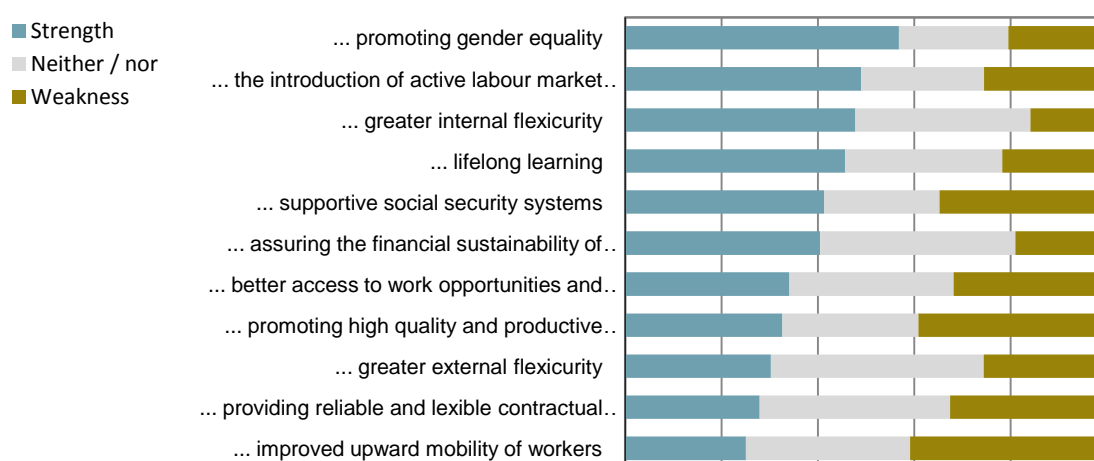 Strength
Neither / nor
Weakness
... promoting gender equality
... the introduction of active labour market..
... greater internal flexicurity
... lifelong learning
... supportive social security systems
... assuring the financial sustainability of..
... better access to work opportunities and..
... promoting high quality and productive..
... greater external flexicurity
... providing reliable and lexible contractual..
... improved upward mobility of workers